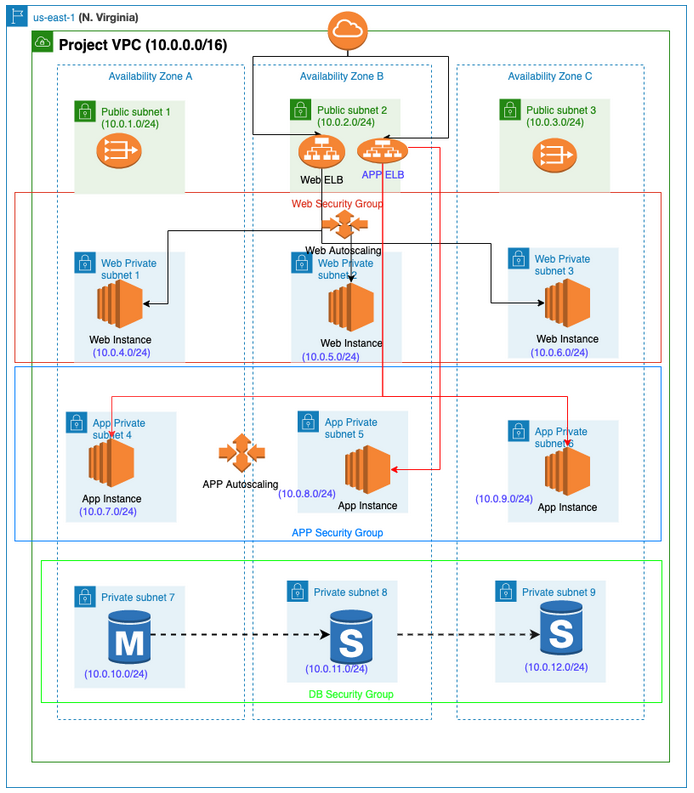 us-east-1 (N. Virginia)
Project VPC (10.0.0.0/16)
Availability Zone A
Availability Zone B
Availability Zone C
Public subnet 1
(10.0.1.0/24)
Public subnet 2
(10.0.2.0/24)
Public subnet 3
(10.0.3.0/24)
Web ELB
APP ELB
Web Security Group
Web Autoscaling
Web Private
subnet 1
Web Private
subnet 2
Web Private
subnet 3
Web Instance
(10.0.4.0/24)
Web Instance
(10.0.5.0/24)
Web Instance
(10.0.6.0/24)
App Private
subnet 4
App Private
subnet 5
App Private
subnet 6
APP Autoscaling
App Instance
(10.0.7.0/24)
(10.0.8.0/24)
App Instance
(10.0.9.0/24)
App Instance
APP Security Group
Private subnet 7
Private subnet 8
Private subnet 9
M
S
S
(10.0.10.0/24)
(10.0.11.0/24)
(10.0.12.0/24)
DB Security Group